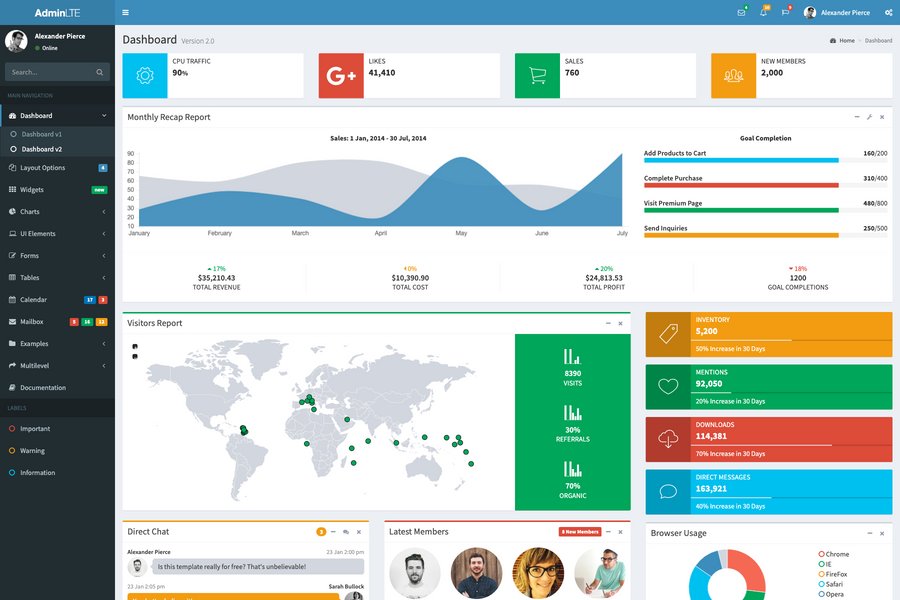 AdminLTE
Alexander Pierce
Alexander Pierce
Online
Search...
MAIN NAVIGATION
Dashboard
Dashboard v1
Dashboard v2
Layout Options 4
Widgets new
Charts
UI Elements
Forms
Tables
Calendar 17 3
Mailbox 5 16 12
Examples
Multilevel
Documentation
LABELS
Important
Warning
Information
Dashboard Version 2.0
Home > Dashboard
CPU TRAFFIC
90%
G+
LIKES
41,410
SALES
760
NEW MEMBERS
2,000
Monthly Recap Report
Sales: 1 Jan, 2014 - 30 Jul, 2014
90
80
70
60
50
40
30
20
10
January February March April May June July
Goal Completion
Add Products to Cart 160/200
Complete Purchase 310/400
Visit Premium Page 480/800
Send Inquiries 250/500
17%
$35,210.43
TOTAL REVENUE
0%
$10,390.90
TOTAL COST
20%
$24,813.53
TOTAL PROFIT
18%
1200
GOAL COMPLETIONS
Visitors Report
8390
VISITS
30%
REFERRALS
70%
ORGANIC
INVENTORY
5,200
50% Increase in 30 Days
MENTIONS
92,050
20% Increase in 30 Days
DOWNLOADS
114,381
70% Increase in 30 Days
DIRECT MESSAGES
163,921
40% Increase in 30 Days
Direct Chat 3
Alexander Pierce 23 Jan 2:00 pm
Is this template really for free? That's unbelievable!
23 Jan 2:05 pm Sarah Bullock
Latest Members 8 New Members
Browser Usage
Chrome
IE
FireFox
Safari
Opera